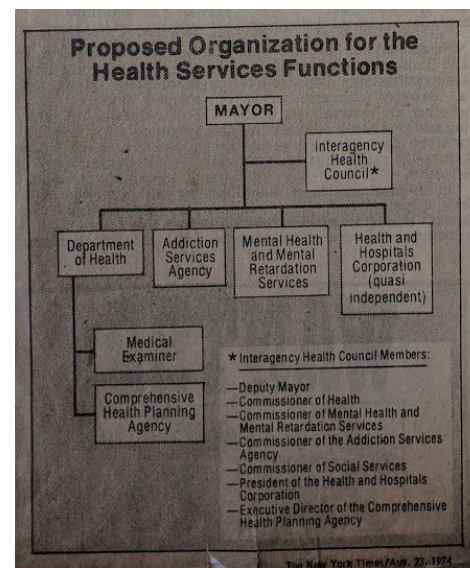 Proposed Organization for the
Health Services Functions
MAYOR
Interagency
Health
Council*
Department
of Health
Addiction
Services
Agency
Mental Health
and Mental
Retardation
Services
Health and
Hospitals
Corporation
(quasi
independent)
Medical
Examiner
Comprehensive
Health Planning
Agency
* Interagency Health Council Members:
—Deputy Mayor
—Commissioner of Health
—Commissioner of Mental Health and
Mental Retardation Services
—Commissioner of the Addiction Services
Agency
—Commissioner of Social Services
—President of the Health and Hospitals
Corporation
—Executive Director of the Comprehensive
Health Planning Agency
The New York Times/Aug. 23, 1974